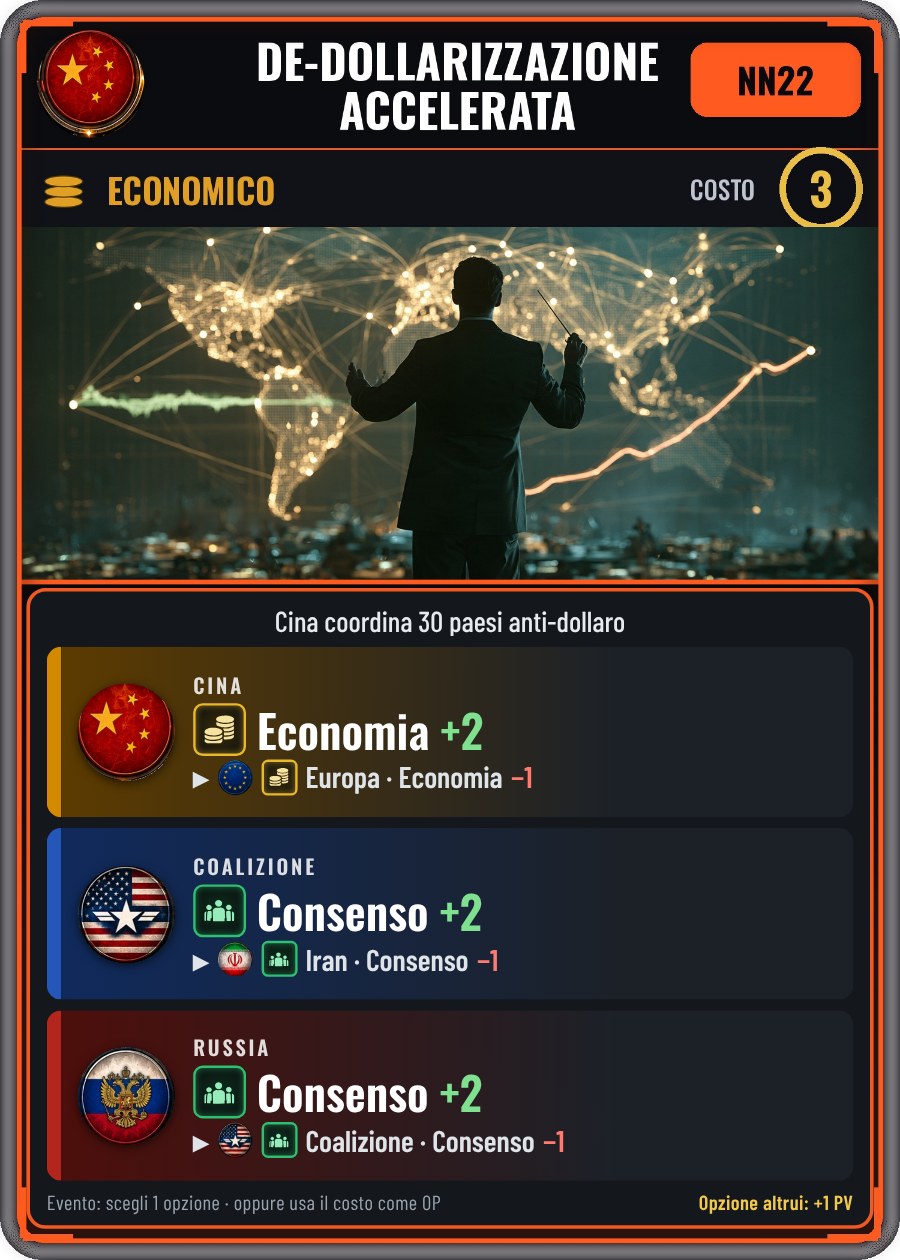 DE-DOLLARIZZAZIONE
ACCELERATA
NN22
ECONOMICO
COSTO
3
Cina coordina 30 paesi anti-dollaro
CINA
Economia +2
▶ Europa · Economia −1
COALIZIONE
Consenso +2
▶ Iran · Consenso −1
RUSSIA
Consenso +2
▶ Coalizione · Consenso −1
Evento: scegli 1 opzione · oppure usa il costo come OP
Opzione altrui: +1 PV